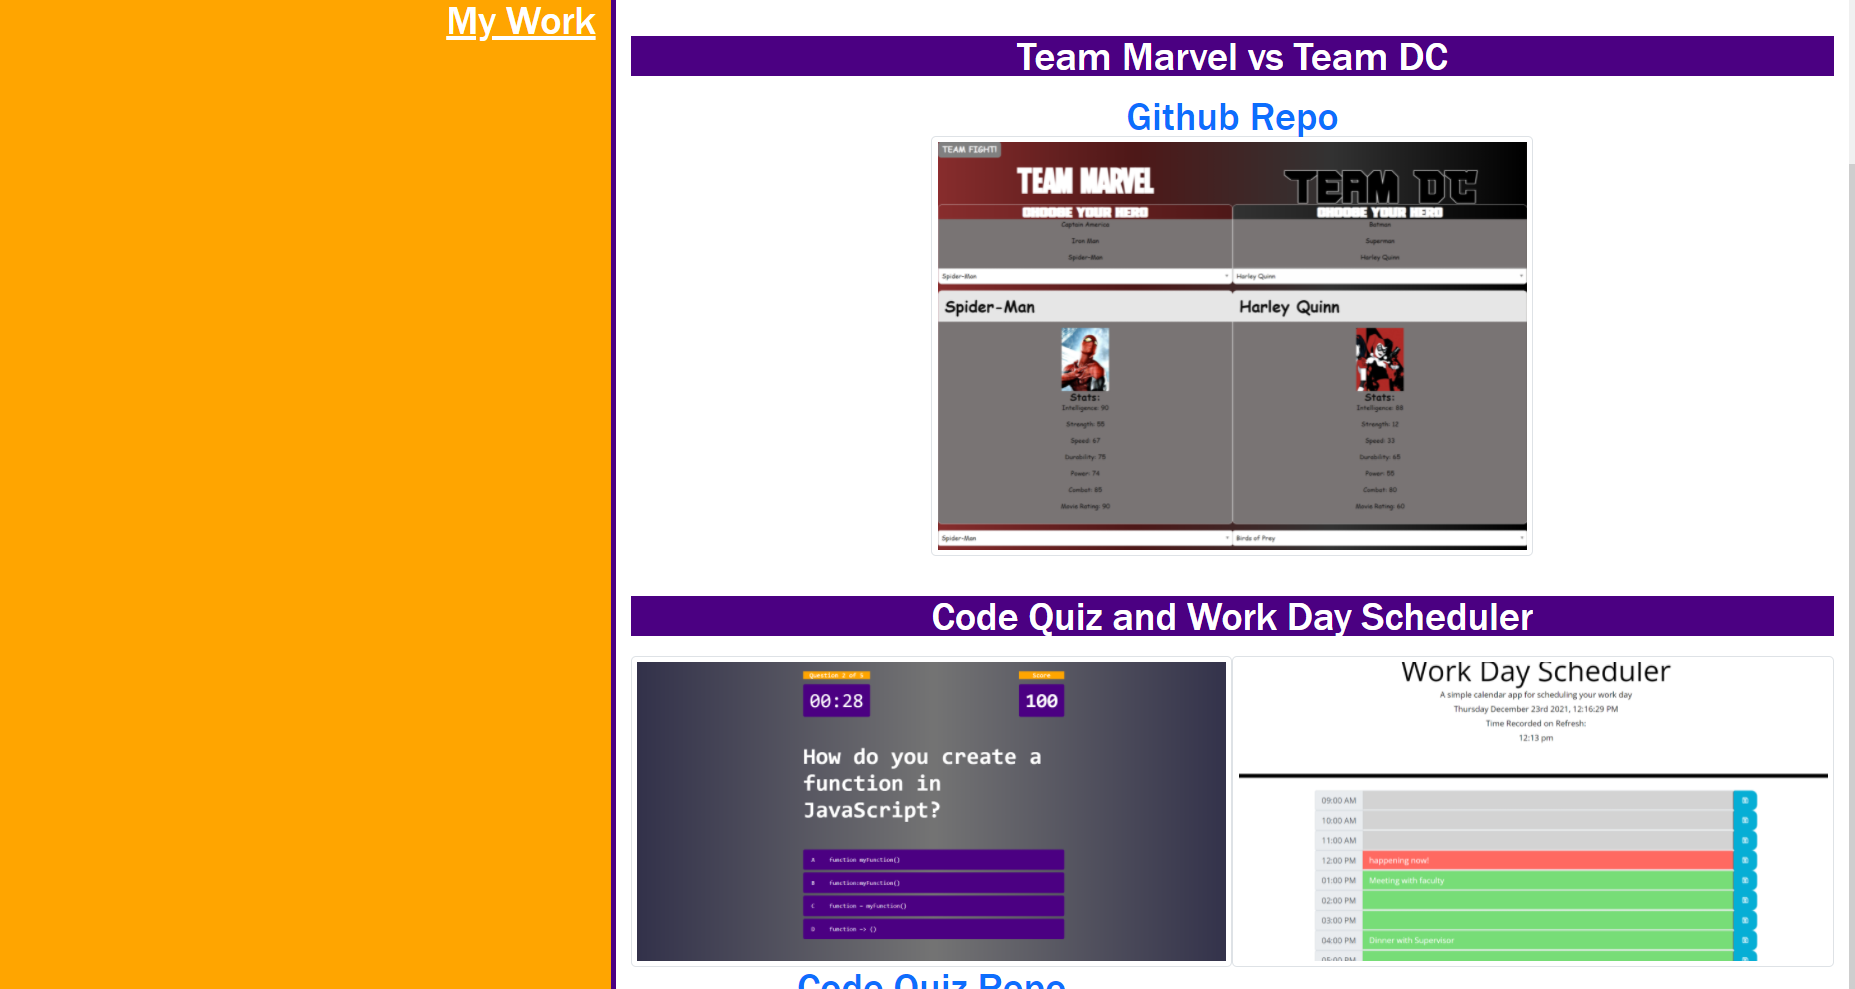 My Work
Team Marvel vs Team DC
Github Repo
TEAM FIGHT!
TEAM MARVEL
TEAM DC
CHOOSE YOUR HERO
CHOOSE YOUR HERO
Captain America
Batman
Iron Man
Superman
Spider-Man
Harley Quinn
Spider-Man
Harley Quinn
Spider-Man
Harley Quinn
Stats:
Stats:
Intelligence: 90
Intelligence: 88
Strength: 55
Strength: 12
Speed: 67
Speed: 33
Durability: 75
Durability: 65
Power: 74
Power: 55
Combat: 85
Combat: 80
Movie Rating: 90
Movie Rating: 60
Spider-Man
Birds of Prey
Code Quiz and Work Day Scheduler
Question 2 of 5
Score
00:28
100
How do you create a
function in
JavaScript?
A function myFunction()
B function:myFunction()
C function = myFunction()
D function => ()
Work Day Scheduler
A simple calendar app for scheduling your work day
Thursday December 23rd 2021, 12:16:29 PM
Time Recorded on Refresh:
12:13 pm
09:00 AM
10:00 AM
11:00 AM
12:00 PM happening now!
01:00 PM Meeting with faculty
02:00 PM
03:00 PM
04:00 PM Dinner with Supervisor
05:00 PM
Code Quiz Repo